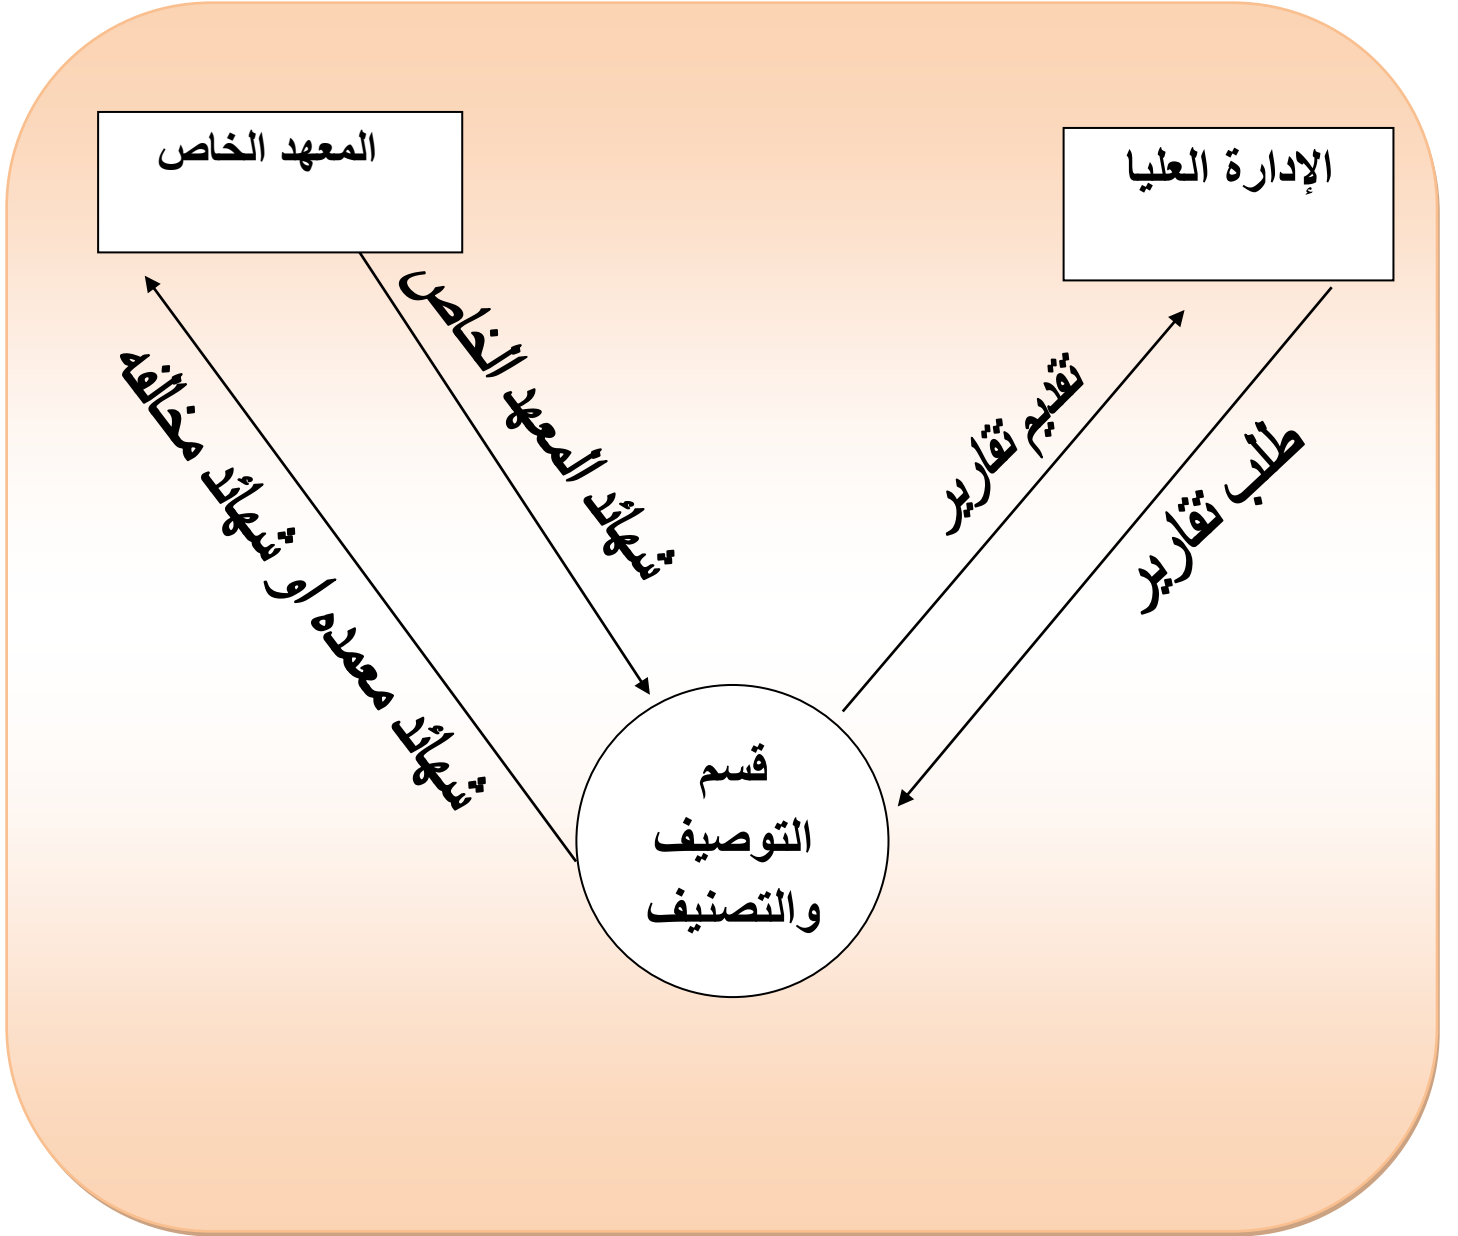 الإدارة العليا
المعهد الخاص
تقديم تقارير
طلب تقارير
شهائد المعهد الخاص
شهائد معمده او شهائد مخالفه
قسم
التوصيف
والتصنيف